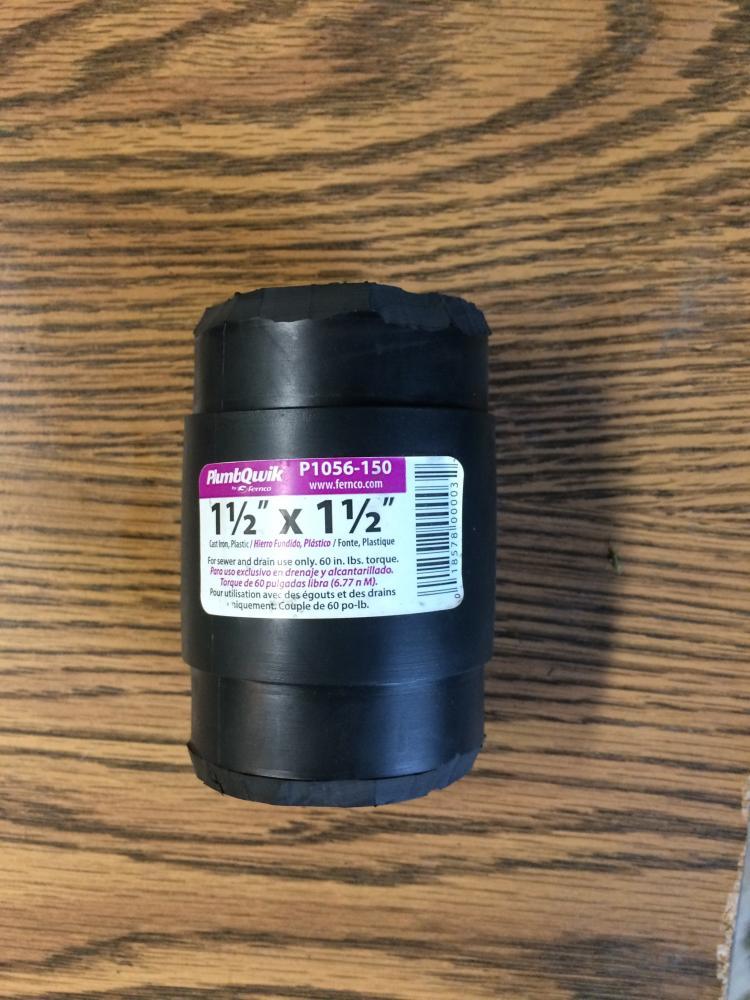 PlumbQwik P1056-150
by Fernco www.fernco.com
1½" x 1½"
Cast Iron, Plastic / Hierro Fundido, Plástico / Fonte, Plastique
For sewer and drain use only. 60 in. lbs. torque.
Para uso exclusivo en drenaje y alcantarillado.
Torque de 60 pulgadas libra (6.77 n M).
Pour utilisation avec des égouts et des drains
uniquement. Couple de 60 po-lb.
0 18578 00003